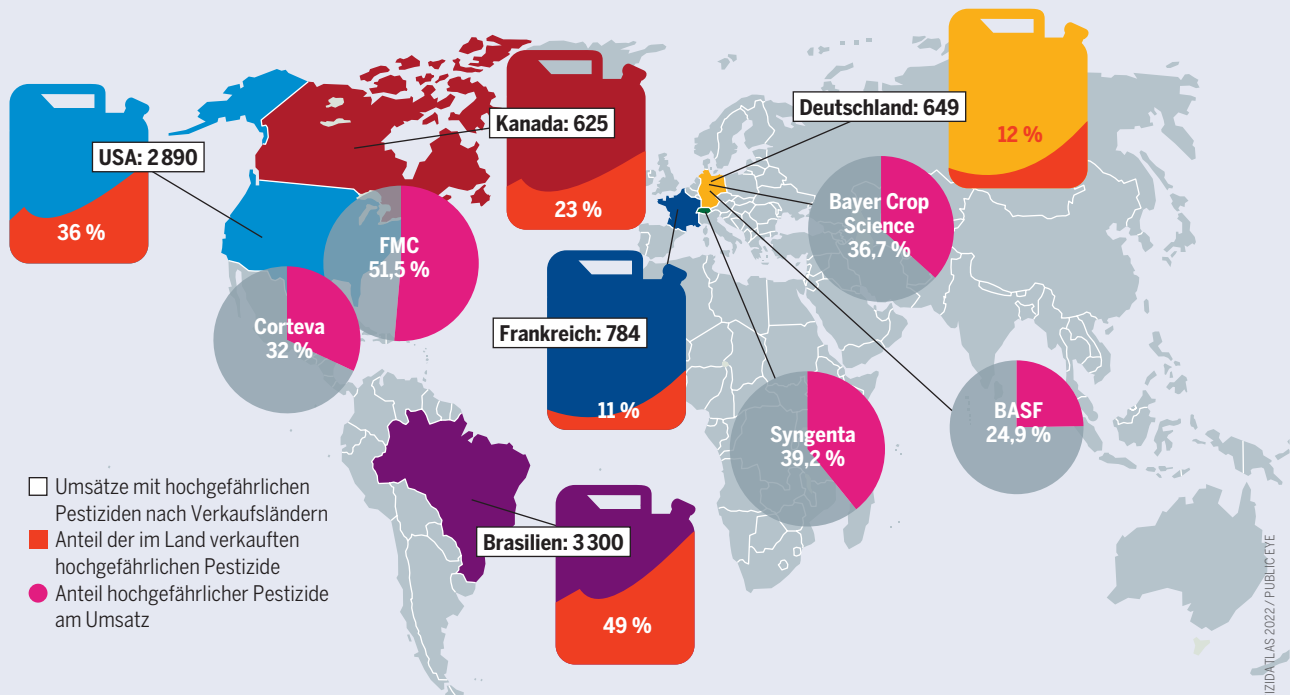 USA: 2 890
36 %
Kanada: 625
23 %
Deutschland: 649
12 %
FMC
51,5 %
Corteva
32 %
Bayer Crop
Science
36,7 %
Frankreich: 784
11 %
Syngenta
39,2 %
BASF
24,9 %
Brasilien: 3 300
49 %
Umsätze mit hochgefährlichen
Pestiziden nach Verkaufsländern
Anteil der im Land verkauften
hochgefährlichen Pestizide
Anteil hochgefährlicher Pestizide
am Umsatz
IZIDATLAS 2022 / PUBLIC EYE